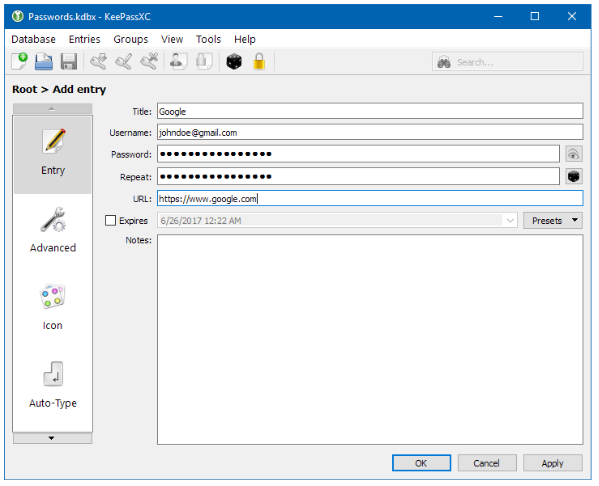 Passwords.kdbx - KeePassXC
Database Entries Groups View Tools Help
Search...
Root > Add entry
Title: Google
Username: johndoe@gmail.com
Password: ●●●●●●●●●●●●●●●●
Repeat: ●●●●●●●●●●●●●●●●
URL: https://www.google.com
Expires 6/26/2017 12:22 AM Presets
Notes:
Entry
Advanced
Icon
Auto-Type
OK Cancel Apply